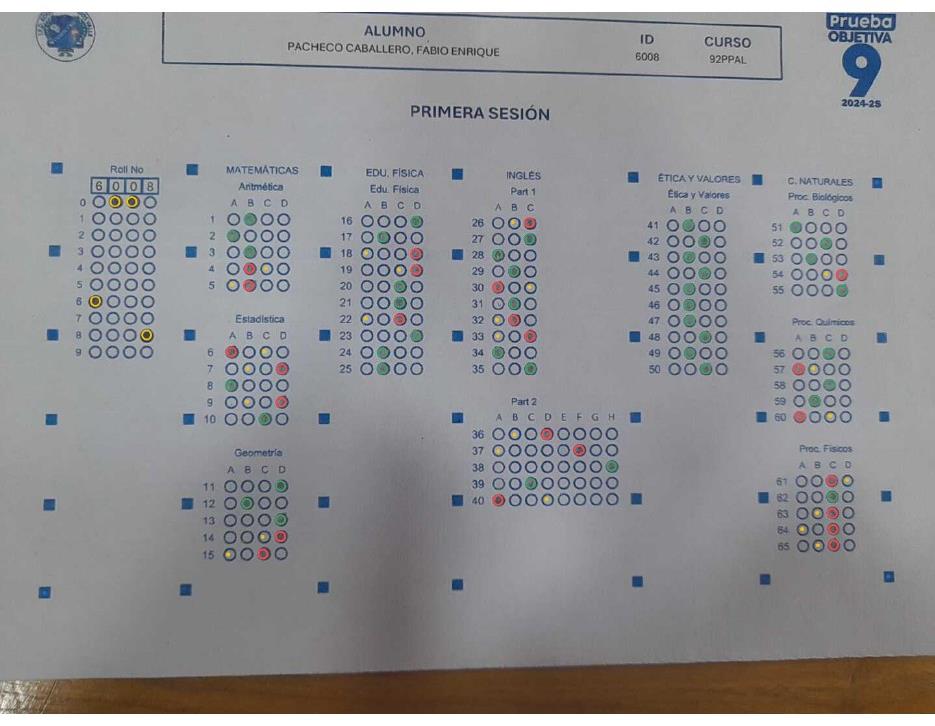 ALUMNO
PACHECO CABALLERO, FABIO ENRIQUE
ID
6008
CURSO
92PPAL
Prueba
OBJETIVA
9
2024-2S
PRIMERA SESIÓN
Roll No
6 0 0 8
0
1
2
3
4
5
6
7
8
9
MATEMÁTICAS
Aritmética
A B C D
1
2
3
4
5
Estadística
6
7
8
9
10
Geometría
A B C D
11
12
13
14
15
EDU. FÍSICA
Edu. Física
A B C D
16
17
18
19
20
21
22
23
24
25
INGLÉS
Part 1
A B C
26
27
28
29
30
31
32
33
34
35
Part 2
A B C D E F G H
36
37
38
39
40
ÉTICA Y VALORES
Ética y Valores
A B C D
41
42
43
44
45
46
47
48
49
50
C. NATURALES
Proc. Biológicos
A B C D
51
52
53
54
55
Proc. Químicos
A B C D
56
57
58
59
60
Proc. Físicos
A B C D
61
62
63
64
65